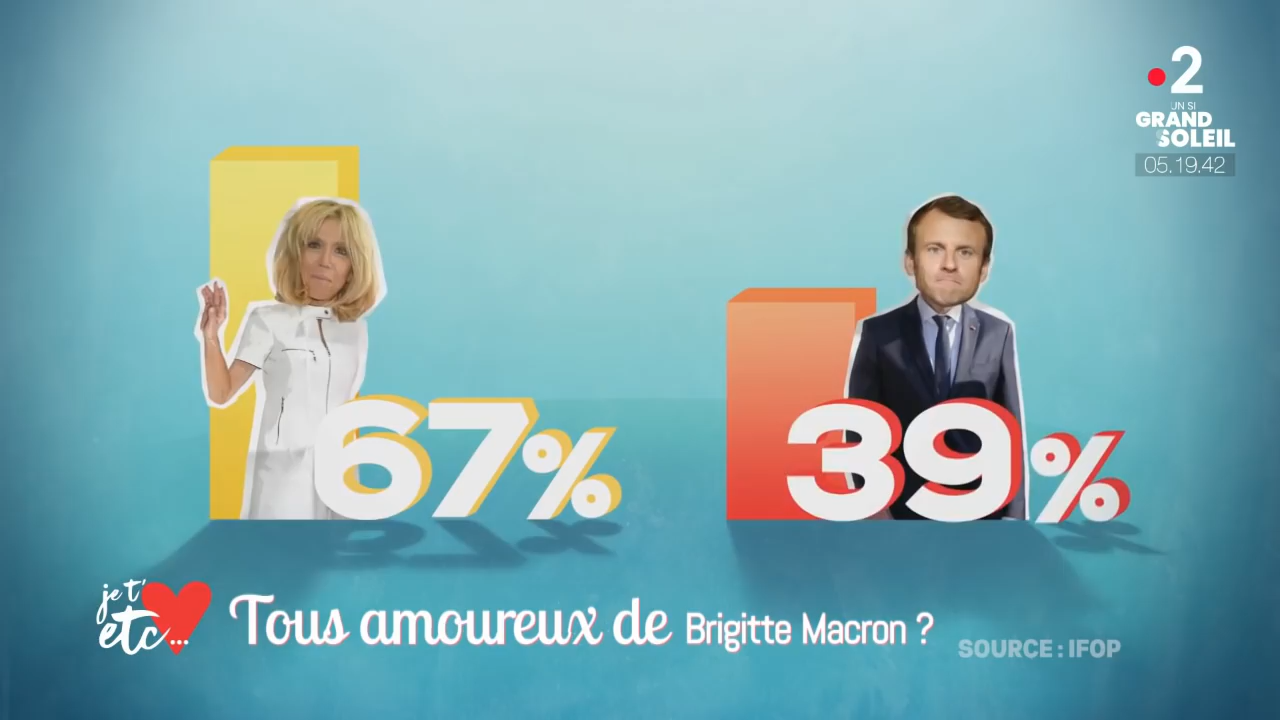 2
UN SI
GRAND
SOLEIL
05.19.42
67%
39%
je t'
etc...
Tous amoureux de Brigitte Macron ?
SOURCE : IFOP